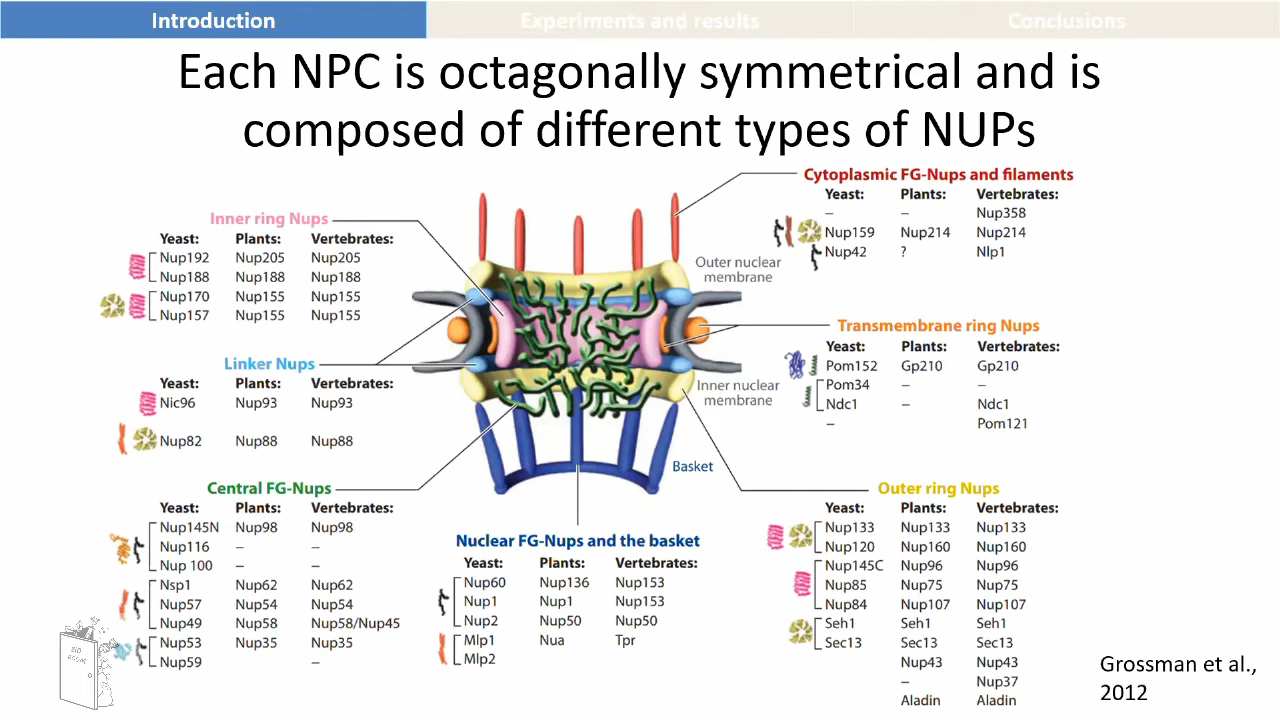 Introduction
Experiments and results
Conclusions
Each NPC is octagonally symmetrical and is
composed of different types of NUPs
Cytoplasmic FG-Nups and filaments
Yeast: Plants: Vertebrates:
– – Nup358
Nup159 Nup214 Nup214
Nup42 ? Nlp1
Inner ring Nups
Yeast: Plants: Vertebrates:
Nup192 Nup205 Nup205
Nup188 Nup188 Nup188
Nup170 Nup155 Nup155
Nup157 Nup155 Nup155
Outer nuclear
membrane
Transmembrane ring Nups
Yeast: Plants: Vertebrates:
Pom152 Gp210 Gp210
Pom34 – –
Ndc1 – Ndc1
– Pom121
Linker Nups
Yeast: Plants: Vertebrates:
Nic96 Nup93 Nup93
Nup82 Nup88 Nup88
Inner nuclear
membrane
Basket
Central FG-Nups
Yeast: Plants: Vertebrates:
Nup145N Nup98 Nup98
Nup116 – –
Nup 100 – –
Nsp1 Nup62 Nup62
Nup57 Nup54 Nup54
Nup49 Nup58 Nup58/Nup45
Nup53 Nup35 Nup35
Nup59 –
Nuclear FG-Nups and the basket
Yeast: Plants: Vertebrates:
Nup60 Nup136 Nup153
Nup1 Nup1 Nup153
Nup2 Nup50 Nup50
Mlp1 Nua Tpr
Mlp2
Outer ring Nups
Yeast: Plants: Vertebrates:
Nup133 Nup133 Nup133
Nup120 Nup160 Nup160
Nup145C Nup96 Nup96
Nup85 Nup75 Nup75
Nup84 Nup107 Nup107
Seh1 Seh1 Seh1
Sec13 Sec13 Sec13
Nup43 Nup43
– Nup37
Aladin Aladin
Grossman et al.,
2012
ROOM